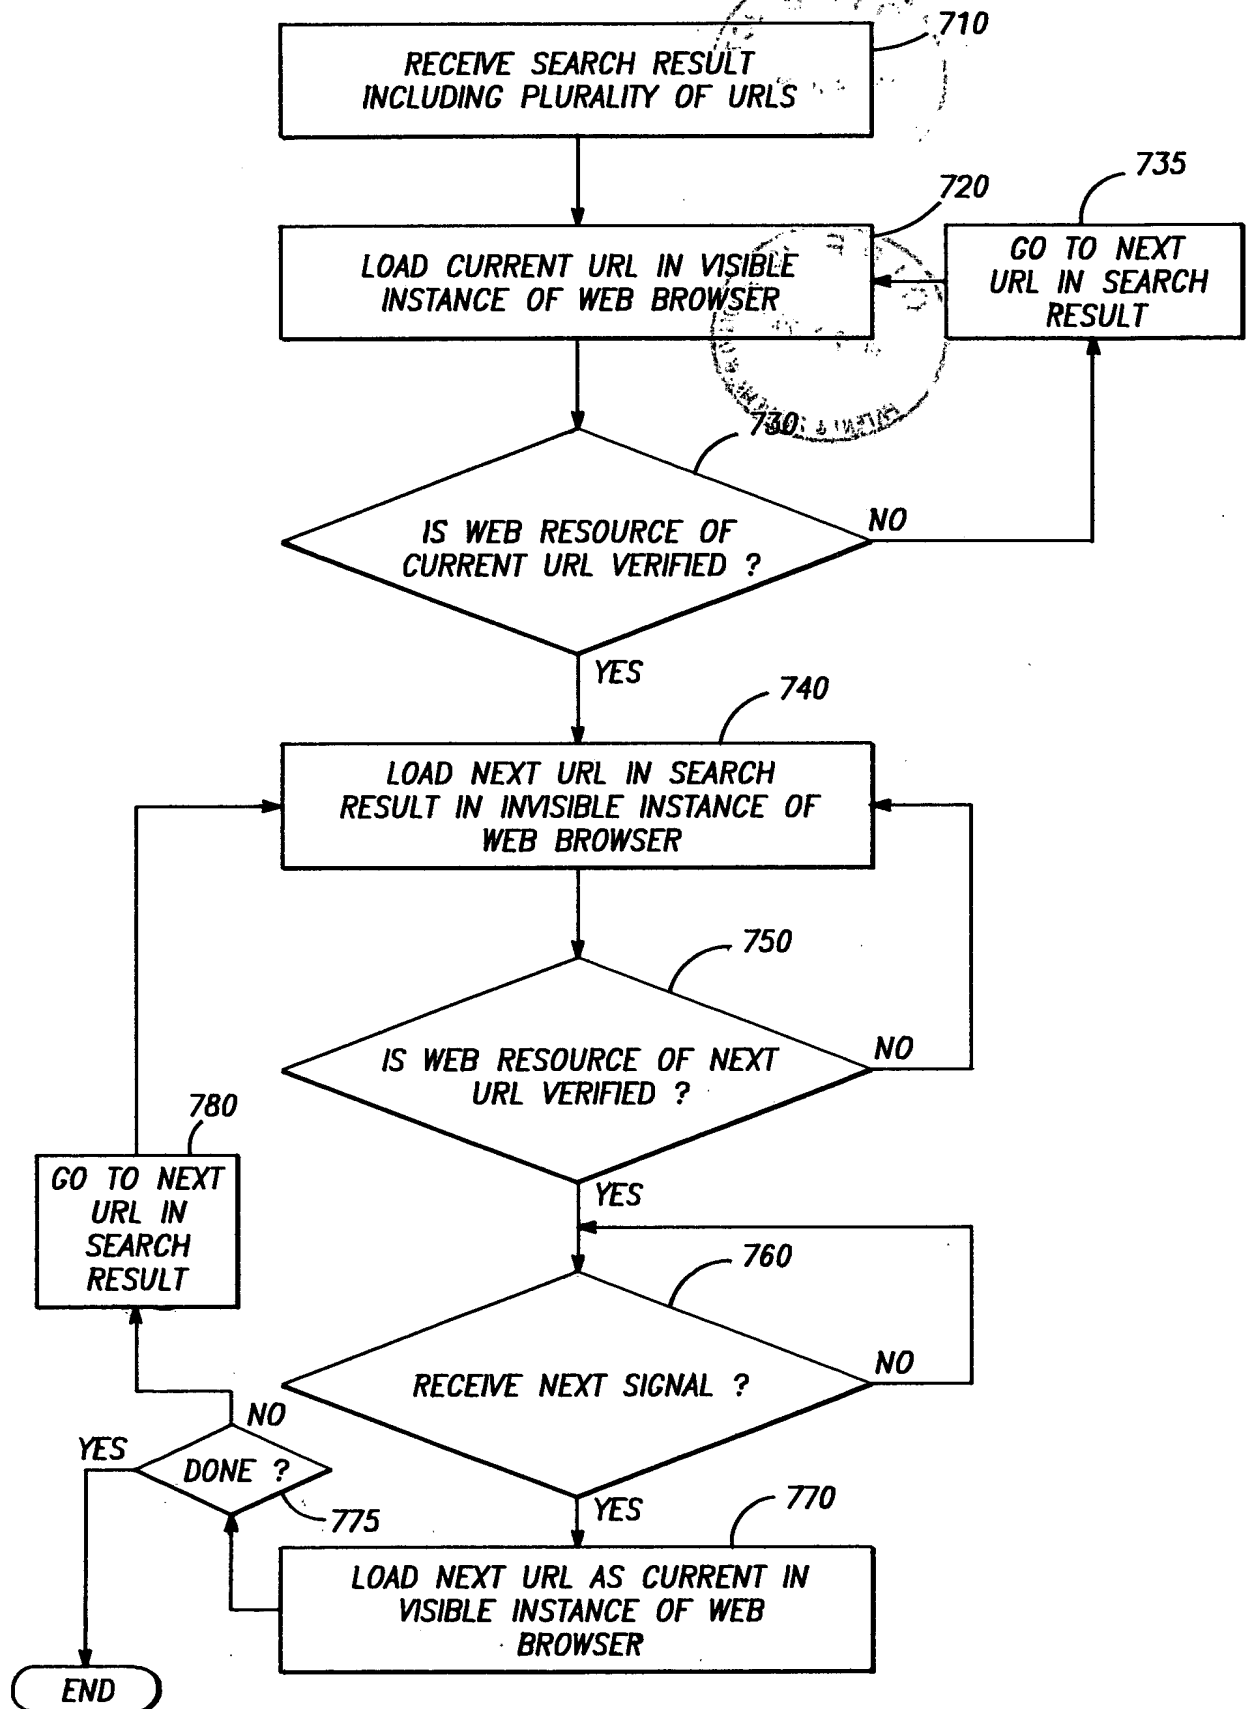 710
RECEIVE SEARCH RESULT
INCLUDING PLURALITY OF URLS
735
720
LOAD CURRENT URL IN VISIBLE
INSTANCE OF WEB BROWSER
GO TO NEXT
URL IN SEARCH
RESULT
730
IS WEB RESOURCE OF
CURRENT URL VERIFIED ?
NO
YES
740
LOAD NEXT URL IN SEARCH
RESULT IN INVISIBLE INSTANCE OF
WEB BROWSER
750
IS WEB RESOURCE OF NEXT
URL VERIFIED ?
NO
780
GO TO NEXT
URL IN
SEARCH
RESULT
YES
760
RECEIVE NEXT SIGNAL ?
NO
NO
YES
DONE ?
775
YES
770
LOAD NEXT URL AS CURRENT IN
VISIBLE INSTANCE OF WEB
BROWSER
END